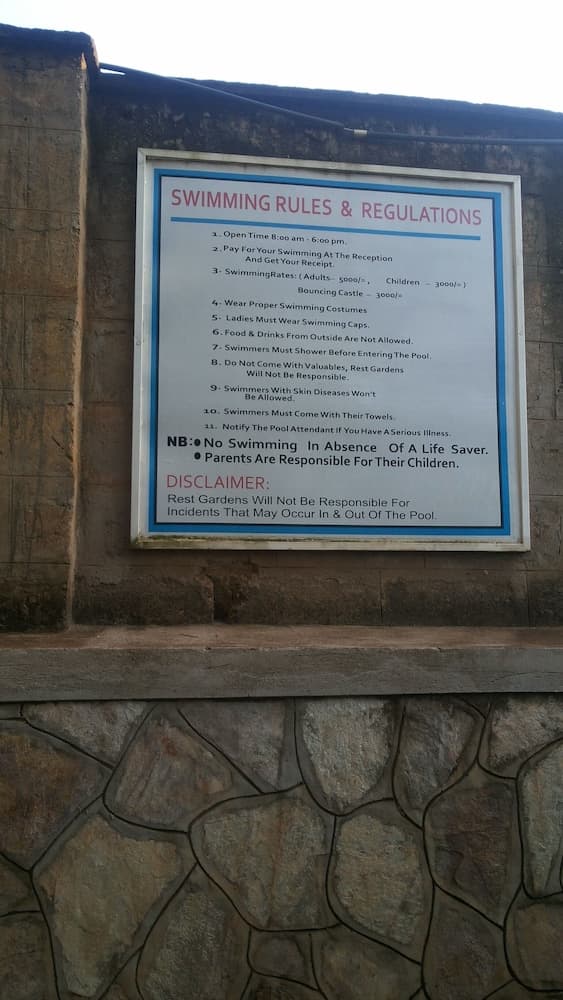 SWIMMING RULES & REGULATIONS
1. Open Time 8:00 am - 6:00 pm.
2. Pay For Your Swimming At The Reception
And Get Your Receipt.
3- SwimmingRates: ( Adults- 5000/= , Children - 3000/= )
Bouncing Castle - 3000/=
4- Wear Proper Swimming Costumes
5- Ladies Must Wear Swimming Caps.
6. Food & Drinks From Outside Are Not Allowed.
7- Swimmers Must Shower Before Entering The Pool.
8. Do Not Come With Valuables, Rest Gardens
Will Not Be Responsible.
9- Swimmers With Skin Diseases Won't
Be Allowed.
10. Swimmers Must Come With Their Towels.
11. Notify The Pool Attendant If You Have A Serious Illness.
NB:● No Swimming In Absence Of A Life Saver.
● Parents Are Responsible For Their Children.
DISCLAIMER:
Rest Gardens Will Not Be Responsible For
Incidents That May Occur In & Out Of The Pool.